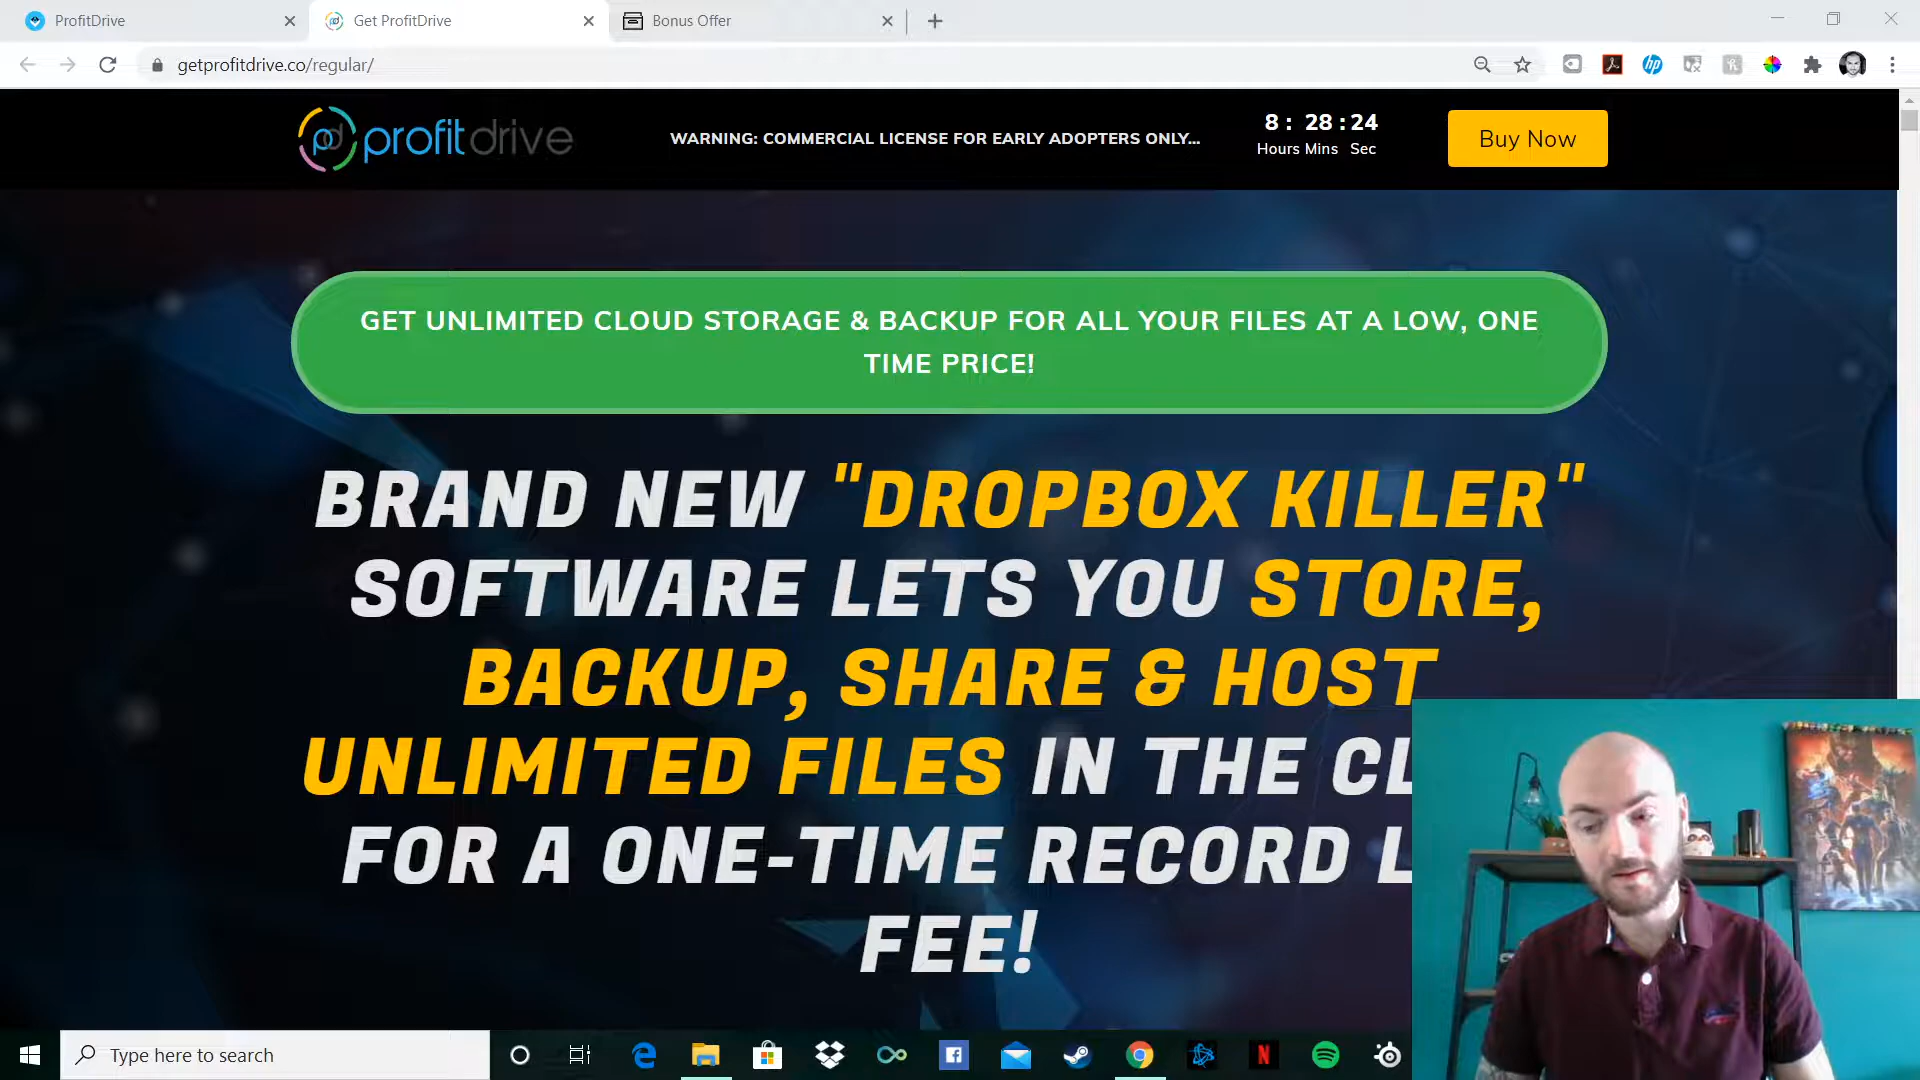 ProfitDrive
Get ProfitDrive
Bonus Offer
getprofitdrive.co/regular/
hp
pd profitdrive
WARNING: COMMERCIAL LICENSE FOR EARLY ADOPTERS ONLY...
8 : 28 : 24
Hours Mins Sec
Buy Now
GET UNLIMITED CLOUD STORAGE & BACKUP FOR ALL YOUR FILES AT A LOW, ONE
TIME PRICE!
BRAND NEW "DROPBOX KILLER"
SOFTWARE LETS YOU STORE,
BACKUP, SHARE & HOST
UNLIMITED FILES IN THE CL
FOR A ONE-TIME RECORD L
FEE!
Type here to search